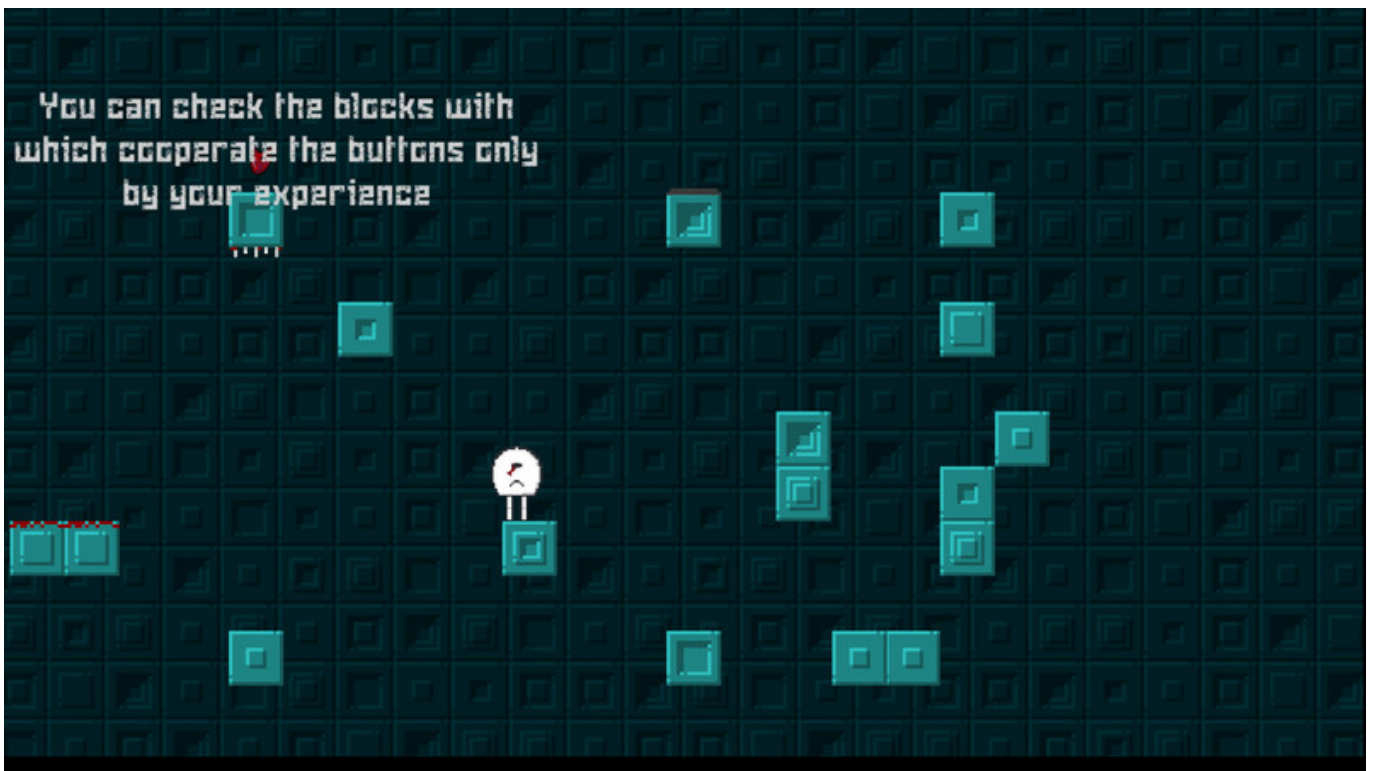 You can check the blocks with
which cooperate the buttons only
by your experience